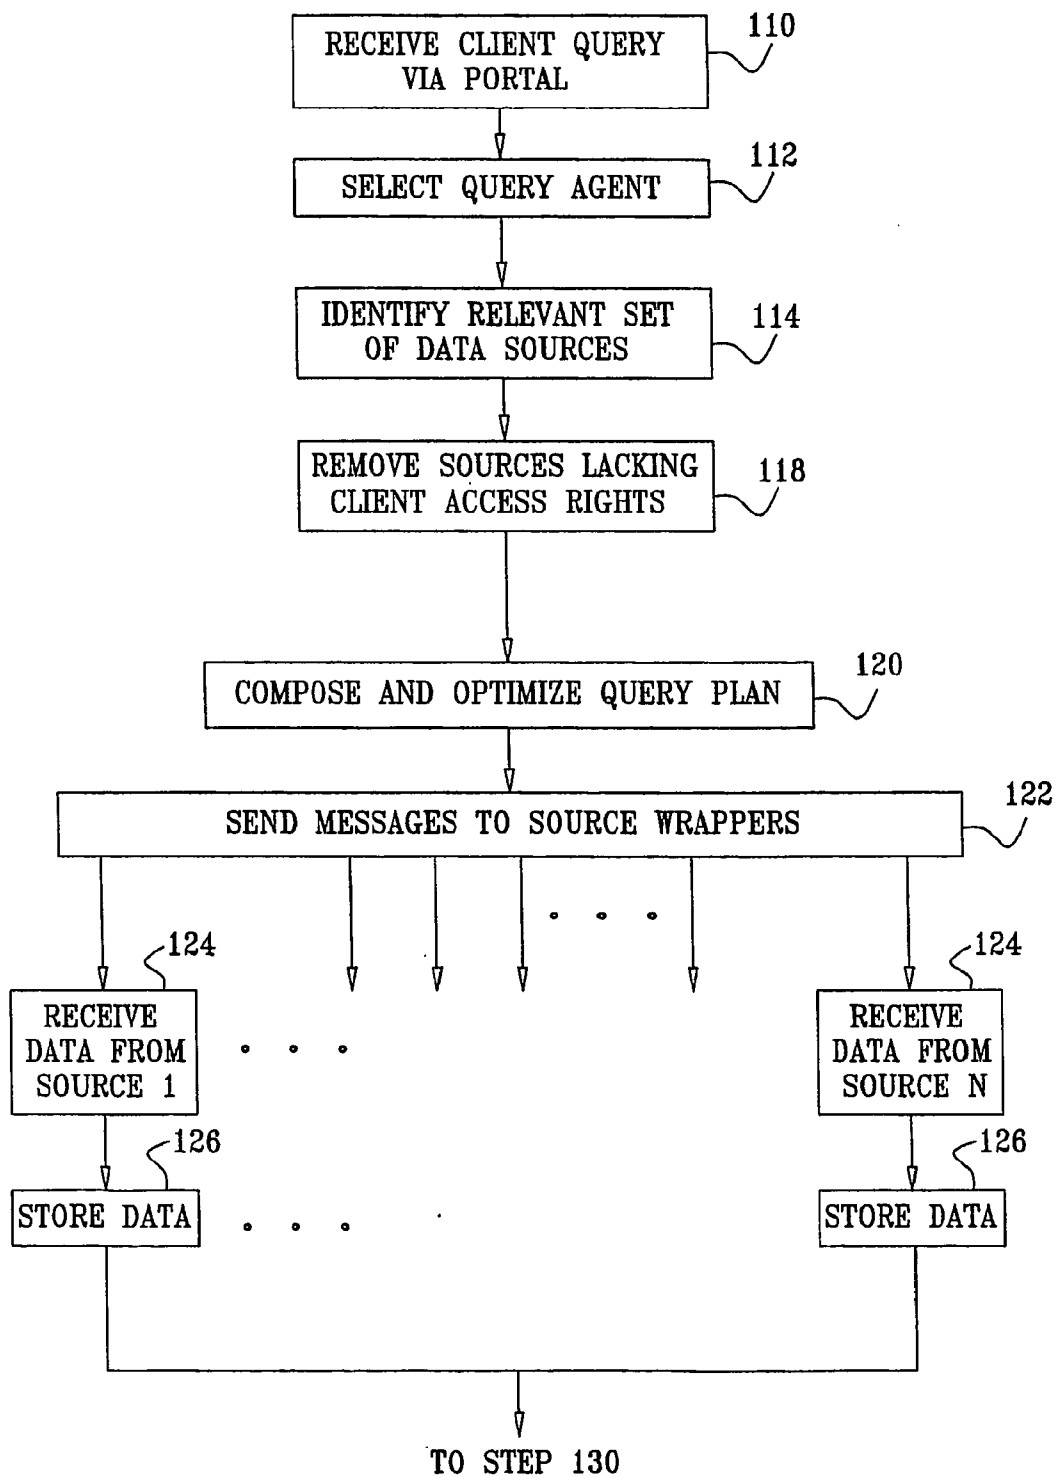 RECEIVE CLIENT QUERY
VIA PORTAL
110
SELECT QUERY AGENT
112
IDENTIFY RELEVANT SET
OF DATA SOURCES
114
REMOVE SOURCES LACKING
CLIENT ACCESS RIGHTS
118
COMPOSE AND OPTIMIZE QUERY PLAN
120
SEND MESSAGES TO SOURCE WRAPPERS
122
124
RECEIVE
DATA FROM
SOURCE 1
124
RECEIVE
DATA FROM
SOURCE N
126
STORE DATA
126
STORE DATA
TO STEP 130